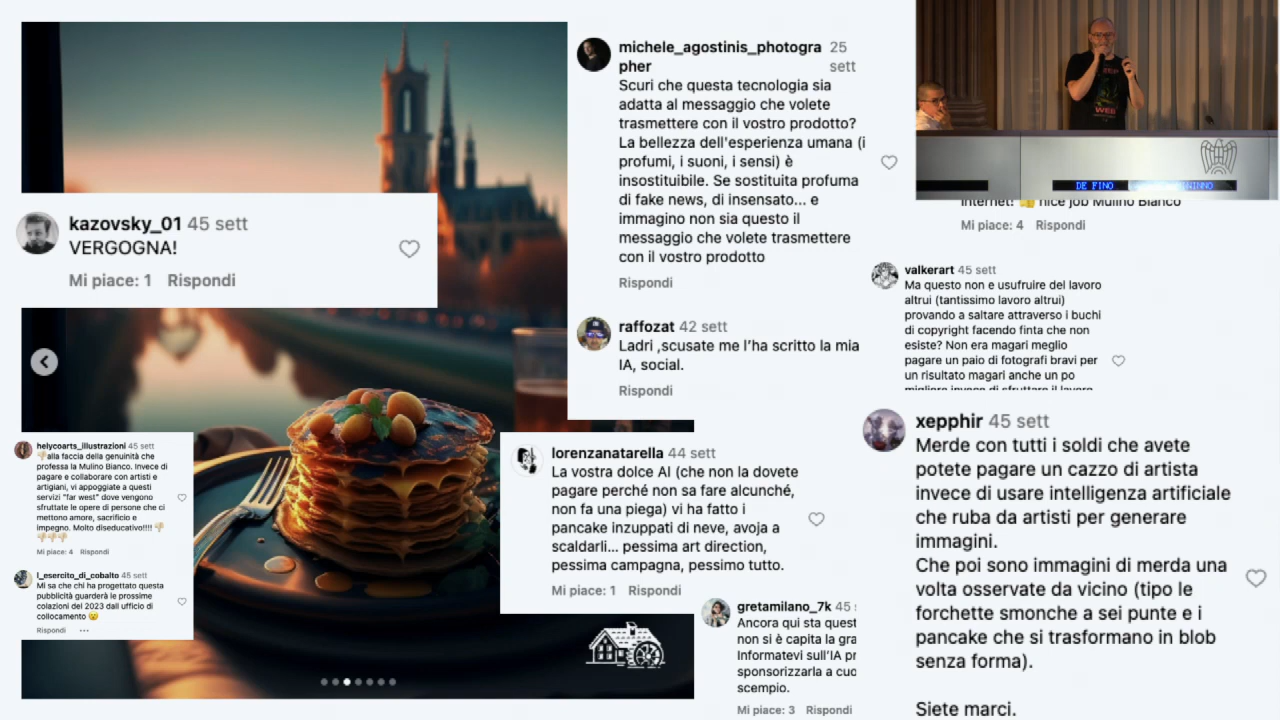 kazovsky_01 45 sett
VERGOGNA!
Mi piace: 1 Rispondi
helycoarts_illustrazioni 45 sett
👎🏻alla faccia della genuinità che
professa la Mulino Bianco. Invece di
pagare e collaborare con artisti e
artigiani, vi appoggiate a questi
servizi "far west" dove vengono
sfruttate le opere di persone che ci
mettono amore, sacrificio e
impegno. Molto diseducativo!!!! 👎🏻
👎🏻👎🏻👎🏻
Mi piace: 4 Rispondi
l_esercito_di_cobalto 45 sett
Mi sa che chi ha progettato questa
pubblicità guarderà le prossime
colazioni del 2023 dall ufficio di
collocamento
Rispondi ...
michele_agostinis_photogra
pher 25
sett
Scuri che questa tecnologia sia
adatta al messaggio che volete
trasmettere con il vostro prodotto?
La bellezza dell'esperienza umana (i
profumi, i suoni, i sensi) è
insostituibile. Se sostituita profuma
di fake news, di insensato... e
immagino non sia questo il
messaggio che volete trasmettere
con il vostro prodotto
Rispondi
raffozat 42 sett
Ladri ,scusate me l'ha scritto la mia
IA, social.
Rispondi
lorenzanatarella 44 sett
La vostra dolce AI (che non la dovete
pagare perché non sa fare alcunché,
non fa una piega) vi ha fatto i
pancake inzuppati di neve, avoja a
scaldarli... pessima art direction,
pessima campagna, pessimo tutto.
Mi piace: 1 Rispondi
gretamilano_7k 45
Ancora qui sta quest
non si è capita la gra
Informatevi sull'IA pr
sponsorizzarla a cuo
scempio.
Mi piace: 3 Rispondi
WEB
DE FINO
internet! 👍 nice job Mulino Bianco
Mi piace: 4 Rispondi
valkerart 45 sett
Ma questo non e usufruire del lavoro
altrui (tantissimo lavoro altrui)
provando a saltare attraverso i buchi
di copyright facendo finta che non
esiste? Non era magari meglio
pagare un paio di fotografi bravi per
un risultato magari anche un po
migliore invece di sfruttare il lavoro
xepphir 45 sett
Merde con tutti i soldi che avete
potete pagare un cazzo di artista
invece di usare intelligenza artificiale
che ruba da artisti per generare
immagini.
Che poi sono immagini di merda una
volta osservate da vicino (tipo le
forchette smonche a sei punte e i
pancake che si trasformano in blob
senza forma).
Siete marci.